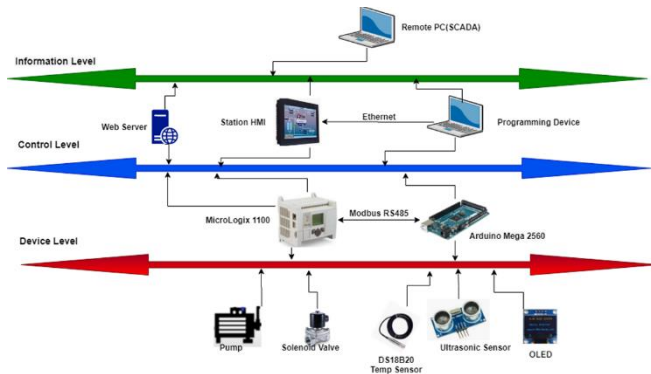 Remote PC(SCADA)
Information Level
Web Server
Station HMI
Ethernet
Programming Device
Control Level
MicroLogix 1100
Modbus RS485
Arduino Mega 2560
Device Level
Pump
Solenoid Valve
DS18B20
Temp Sensor
Ultrasonic Sensor
OLED